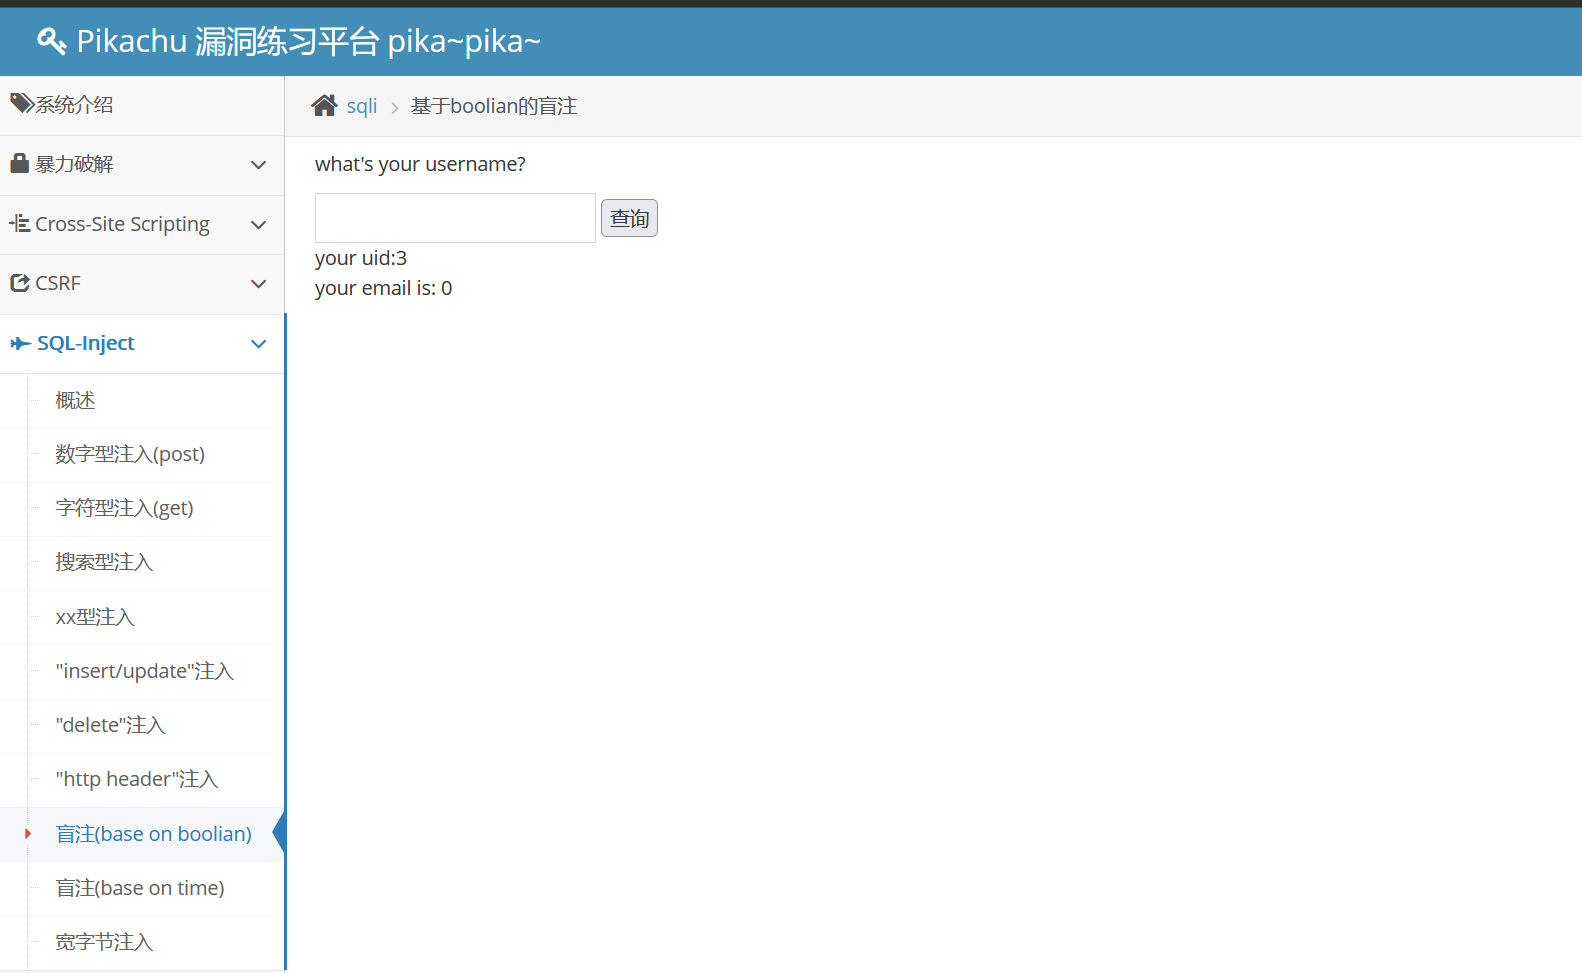 Pikachu 漏洞练习平台 pika~pika~
系统介绍
暴力破解
Cross-Site Scripting
CSRF
SQL-Inject
概述
数字型注入(post)
字符型注入(get)
搜索型注入
xx型注入
"insert/update"注入
"delete"注入
"http header"注入
盲注(base on boolian)
盲注(base on time)
宽字节注入
sqli > 基于boolian的盲注
what's your username?
查询
your uid:3
your email is: 0